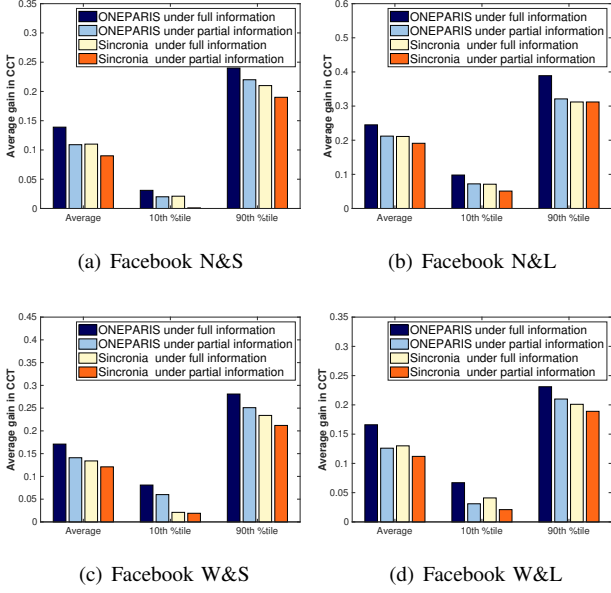 0.35
0.3
0.25
0.2
0.15
0.1
0.05
0
Average gain in CCT
ONEPARIS under full information
ONEPARIS under partial information
Sincronia under full information
Sincronia under partial information
Average 10th %tile 90th %tile
(a) Facebook N&S
0.6
0.5
0.4
0.3
0.2
0.1
0
Average gain in CCT
ONEPARIS under full information
ONEPARIS under partial information
Sincronia under full information
Sincronia under partial information
Average 10th %tile 90th %tile
(b) Facebook N&L
0.45
0.4
0.35
0.3
0.25
0.2
0.15
0.1
0.05
0
Average gain in CCT
ONEPARIS under full information
ONEPARIS under partial information
Sincronia under full information
Sincronia under partial information
Average 10th %tile 90th %tile
(c) Facebook W&S
0.35
0.3
0.25
0.2
0.15
0.1
0.05
0
Average gain in CCT
ONEPARIS under full information
ONEPARIS under partial information
Sincronia under full information
Sincronia under partial information
Average 10th %tile 90th %tile
(d) Facebook W&L